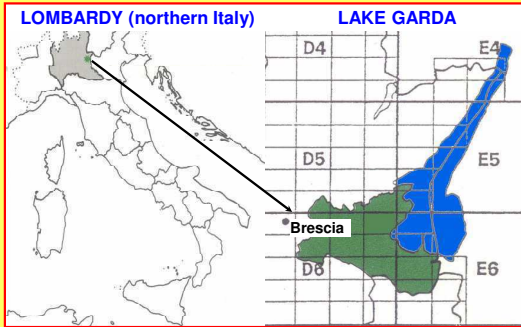 LOMBARDY (northern Italy)
LAKE GARDA
D4
E4
D5
E5
Brescia
D6
E6